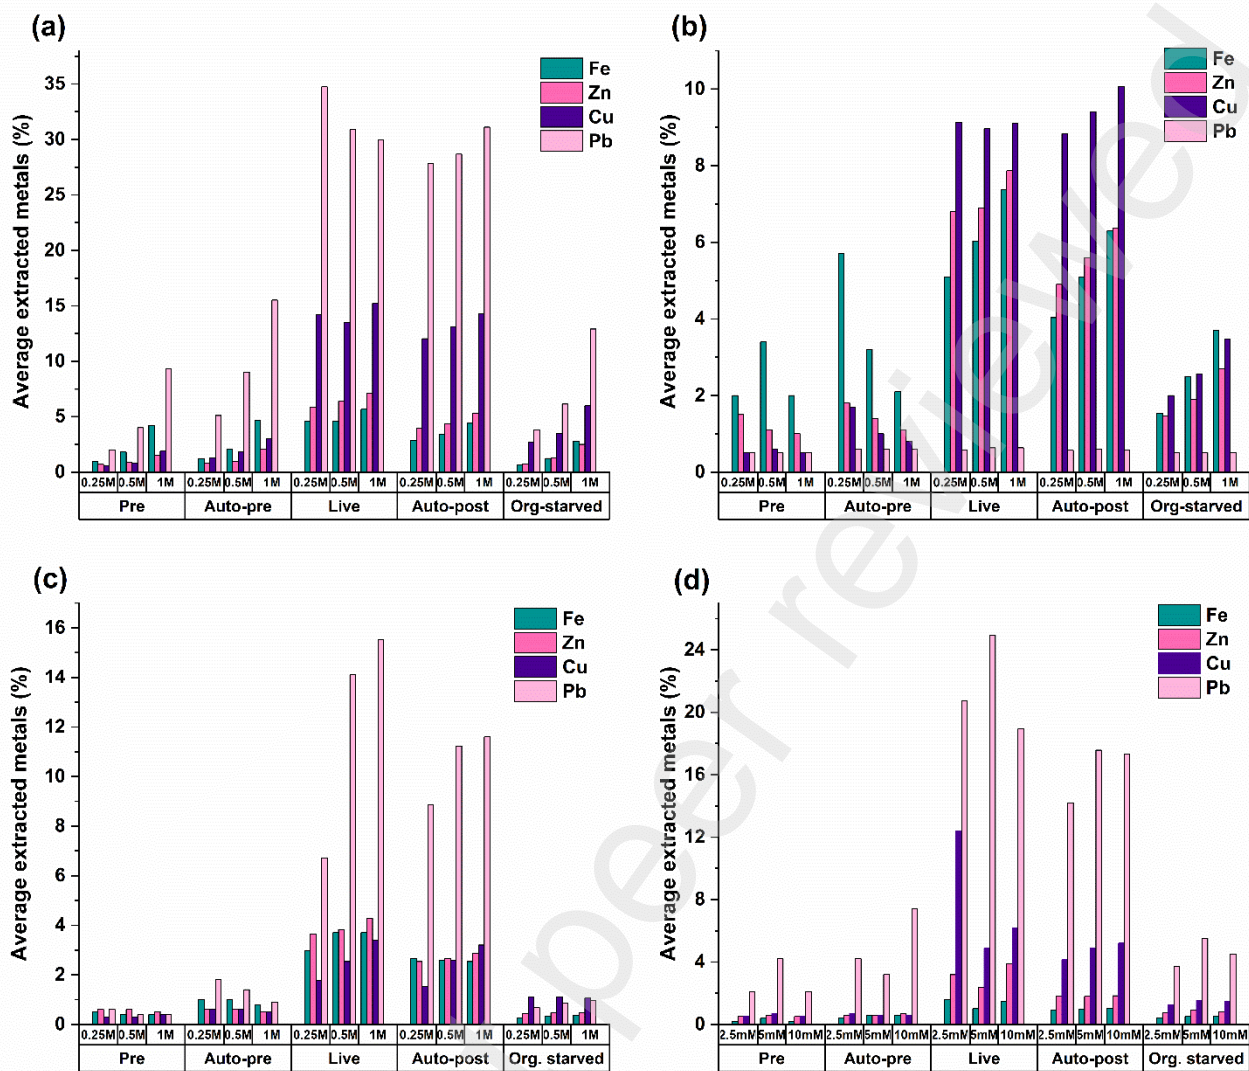 (a)
Average extracted metals (%)
35
30
25
20
15
10
5
0
Fe
Zn
Cu
Pb
0.25M 0.5M 1M 0.25M 0.5M 1M 0.25M 0.5M 1M 0.25M 0.5M 1M 0.25M 0.5M 1M
Pre Auto-pre Live Auto-post Org-starved
(b)
Average extracted metals (%)
10
8
6
4
2
0
Fe
Zn
Cu
Pb
0.25M 0.5M 1M 0.25M 0.5M 1M 0.25M 0.5M 1M 0.25M 0.5M 1M 0.25M 0.5M 1M
Pre Auto-pre Live Auto-post Org-starved
(c)
Average extracted metals (%)
16
14
12
10
8
6
4
2
0
Fe
Zn
Cu
Pb
0.25M 0.5M 1M 0.25M 0.5M 1M 0.25M 0.5M 1M 0.25M 0.5M 1M 0.25M 0.5M 1M
Pre Auto-pre Live Auto-post Org. starved
(d)
Average extracted metals (%)
24
20
16
12
8
4
0
Fe
Zn
Cu
Pb
2.5mM 5mM 10mM 2.5mM 5mM 10mM 2.5mM 5mM 10mM 2.5mM 5mM 10mM 2.5mM 5mM 10mM
Pre Auto-pre Live Auto-post Org. starved
peer reviewed